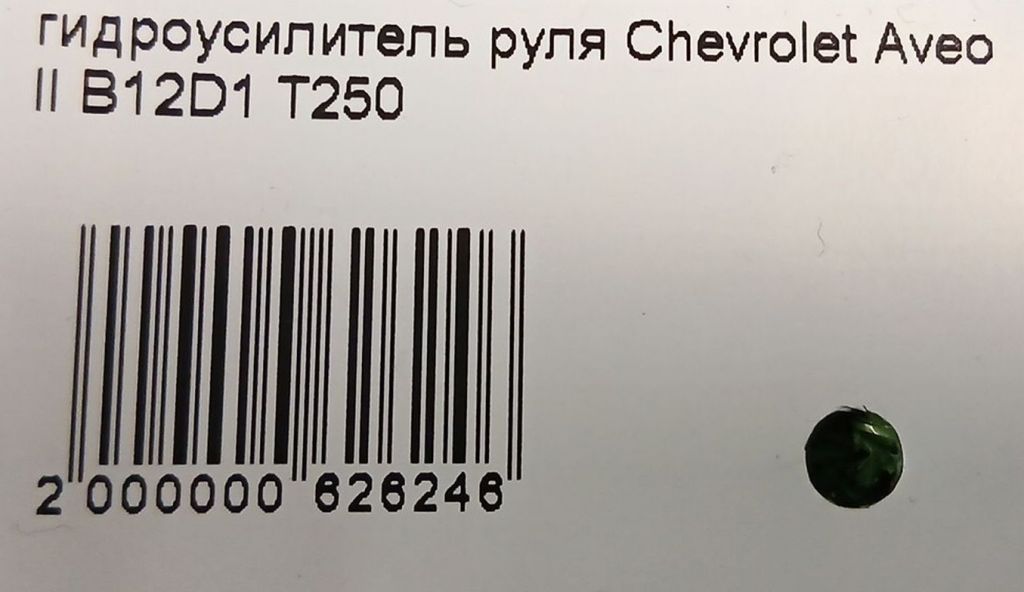 гидроусилитель руля Chevrolet Aveo
II B12D1 T250
2 000000 626246